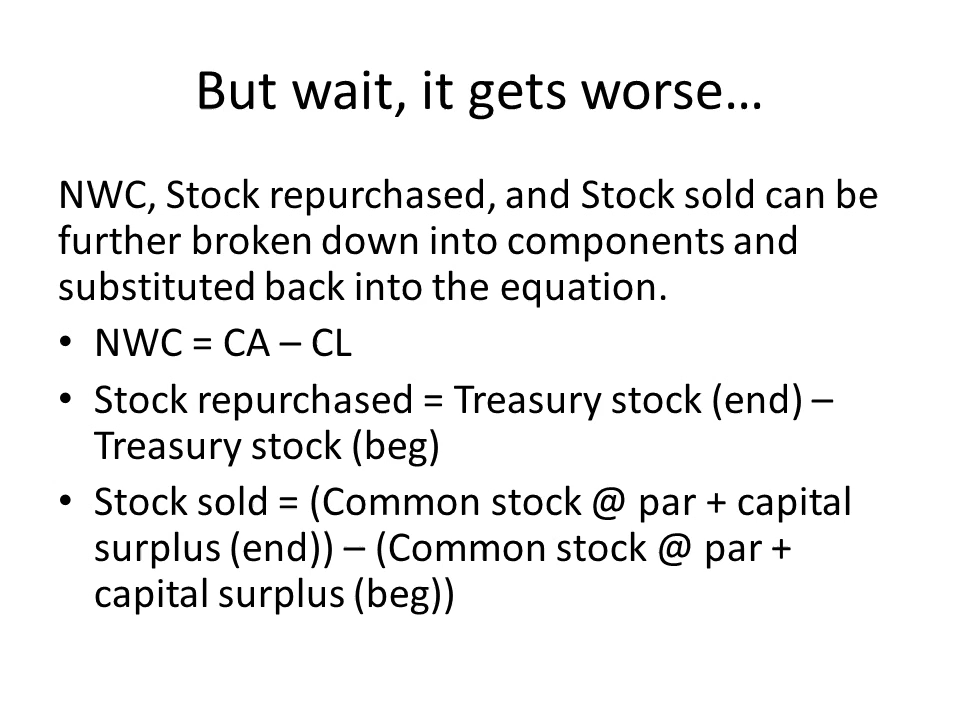 But wait, it gets worse…
NWC, Stock repurchased, and Stock sold can be
further broken down into components and
substituted back into the equation.
• NWC = CA – CL
• Stock repurchased = Treasury stock (end) –
Treasury stock (beg)
• Stock sold = (Common stock @ par + capital
surplus (end)) – (Common stock @ par +
capital surplus (beg))